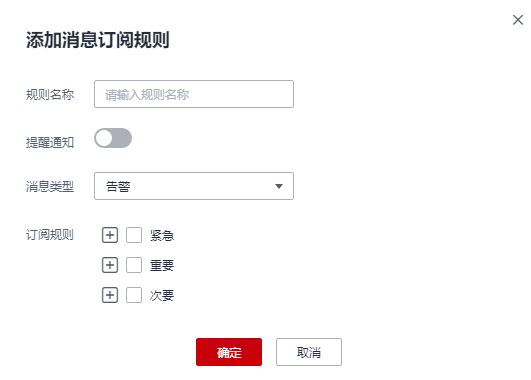 添加消息订阅规则
规则名称 请输入规则名称
提醒通知
消息类型 告警
订阅规则 紧急
重要
次要
确定 取消